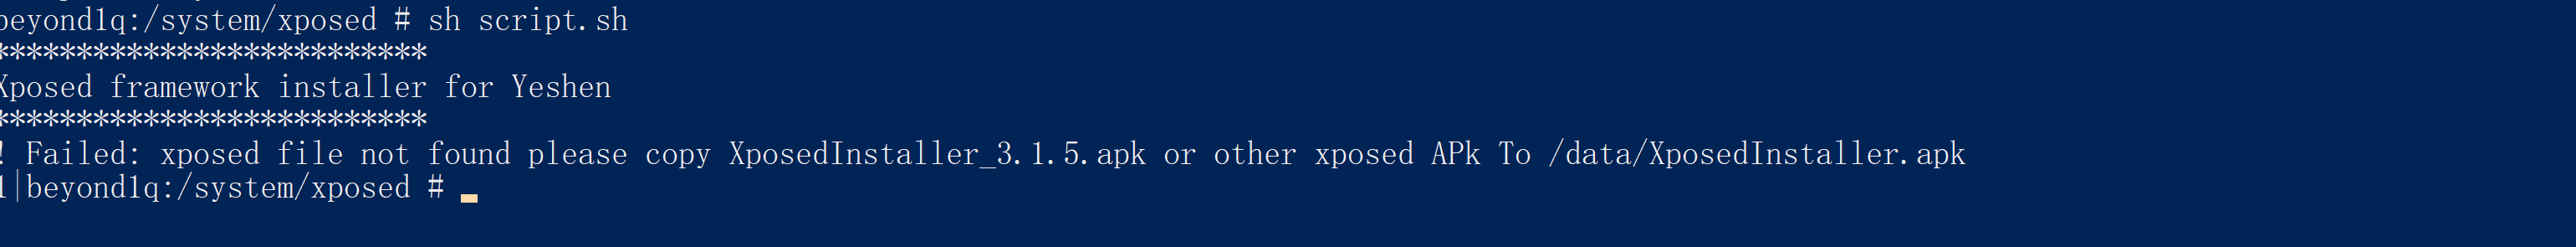 beyond1q:/system/xposed # sh script.sh
**************************
Xposed framework installer for Yeshen
**************************
! Failed: xposed file not found please copy XposedInstaller_3.1.5.apk or other xposed APk To /data/XposedInstaller.apk
1|beyond1q:/system/xposed #